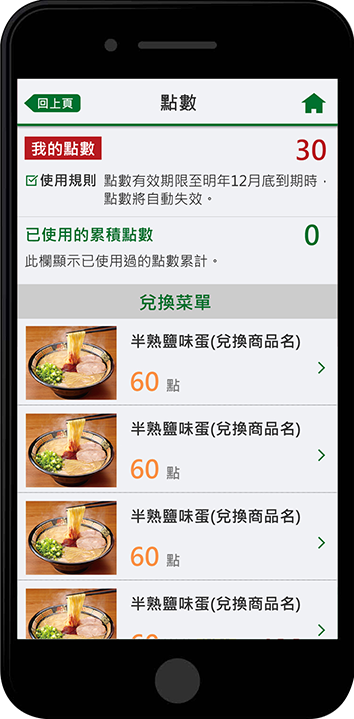 回上頁
點數
我的點數 30
使用規則 點數有效期限至明年12月底到期時，
點數將自動失效。
已使用的累積點數 0
此欄顯示已使用過的點數累計。
兌換菜單
半熟鹽味蛋(兌換商品名)
60 點
半熟鹽味蛋(兌換商品名)
60 點
半熟鹽味蛋(兌換商品名)
60 點
半熟鹽味蛋(兌換商品名)